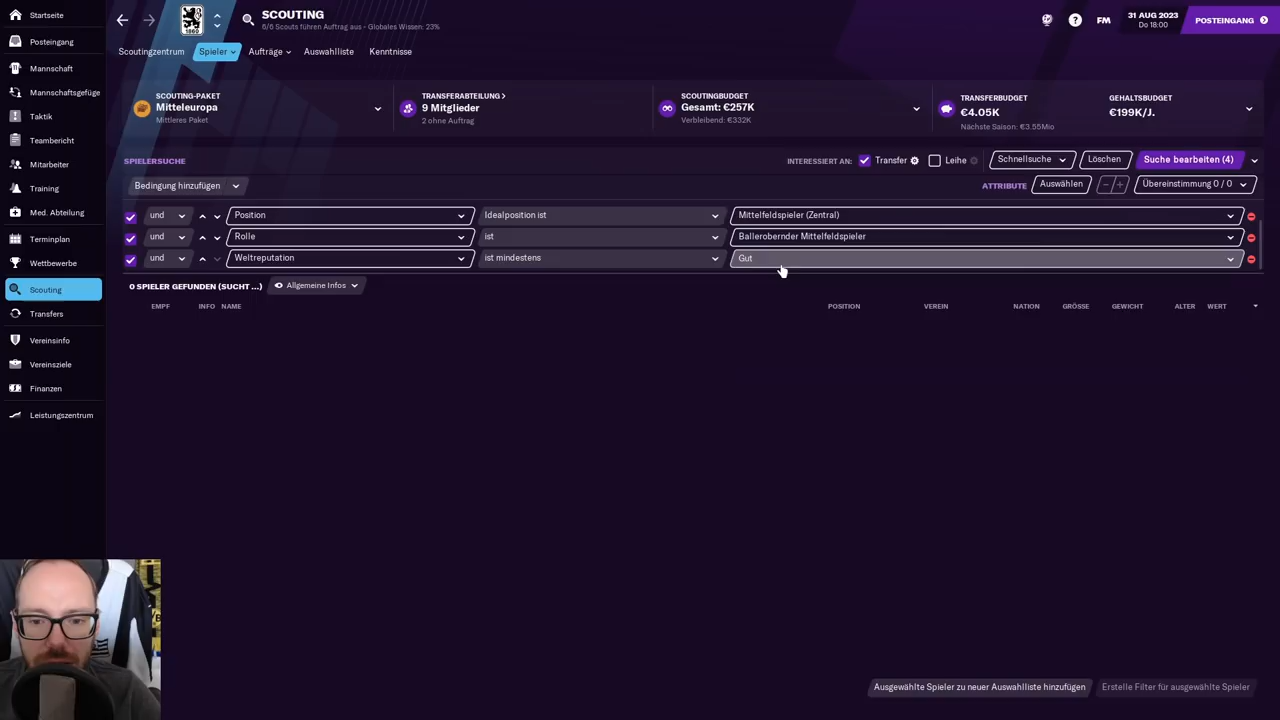 Startseite
Posteingang
Mannschaft
Mannschaftsgefüge
Taktik
Teambericht
Mitarbeiter
Training
Med. Abteilung
Terminplan
Wettbewerbe
Scouting
Transfers
Vereinsinfo
Vereinsziele
Finanzen
Leistungszentrum
1860
SCOUTING
6/6 Scouts führen Auftrag aus - Globales Wissen: 23%
FM
31 AUG 2023
Do 18:00
POSTEINGANG
Scoutingzentrum
Spieler
Aufträge
Auswahlliste
Kenntnisse
SCOUTING-PAKET
Mitteleuropa
Mittleres Paket
TRANSFERABTEILUNG >
9 Mitglieder
2 ohne Auftrag
SCOUTINGBUDGET
Gesamt: €257K
Verbleibend: €332K
TRANSFERBUDGET
€4.05K
Nächste Saison: €3.55Mio
GEHALTSBUDGET
€199K/J.
SPIELERSUCHE
INTERESSIERT AN:
Transfer
Leihe
Schnellsuche
Löschen
Suche bearbeiten (4)
Bedingung hinzufügen
ATTRIBUTE
Auswählen
− / +
Übereinstimmung 0 / 0
und Position Idealposition ist Mittelfeldspieler (Zentral)
und Rolle ist Ballerobernder Mittelfeldspieler
und Weltreputation ist mindestens Gut
0 SPIELER GEFUNDEN (SUCHT ...)
Allgemeine Infos
EMPF INFO NAME POSITION VEREIN NATION GRÖSSE GEWICHT ALTER WERT
Ausgewählte Spieler zu neuer Auswahlliste hinzufügen
Erstelle Filter für ausgewählte Spieler